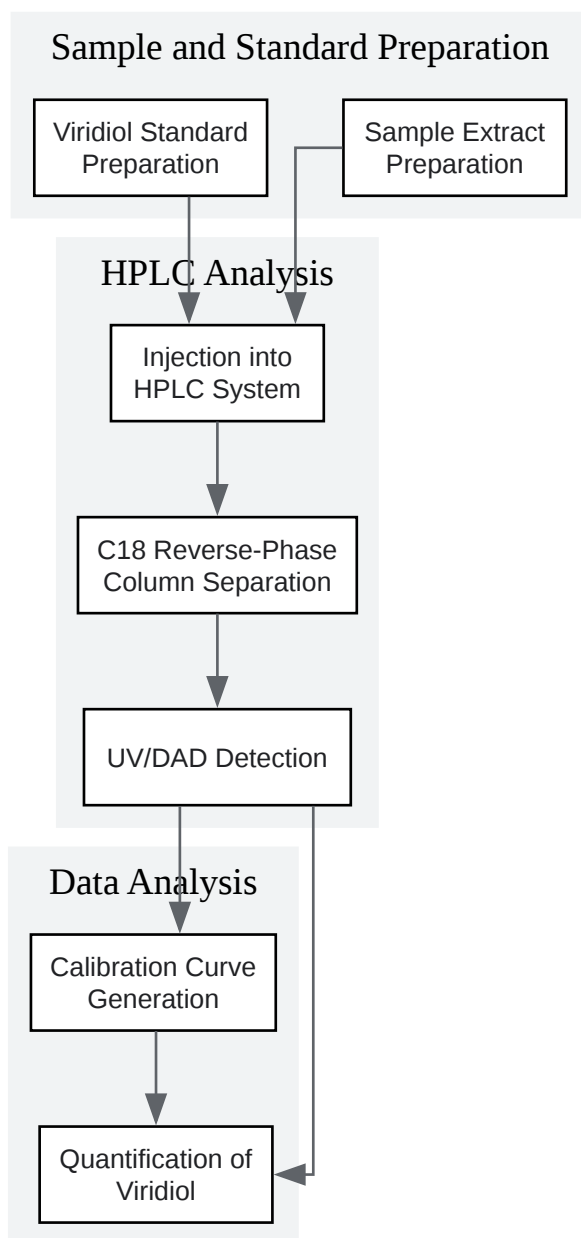 Sample and Standard Preparation
Viridiol Standard
Preparation
Sample Extract
Preparation
HPLC Analysis
Injection into
HPLC System
C18 Reverse-Phase
Column Separation
UV/DAD Detection
Data Analysis
Calibration Curve
Generation
Quantification of
Viridiol